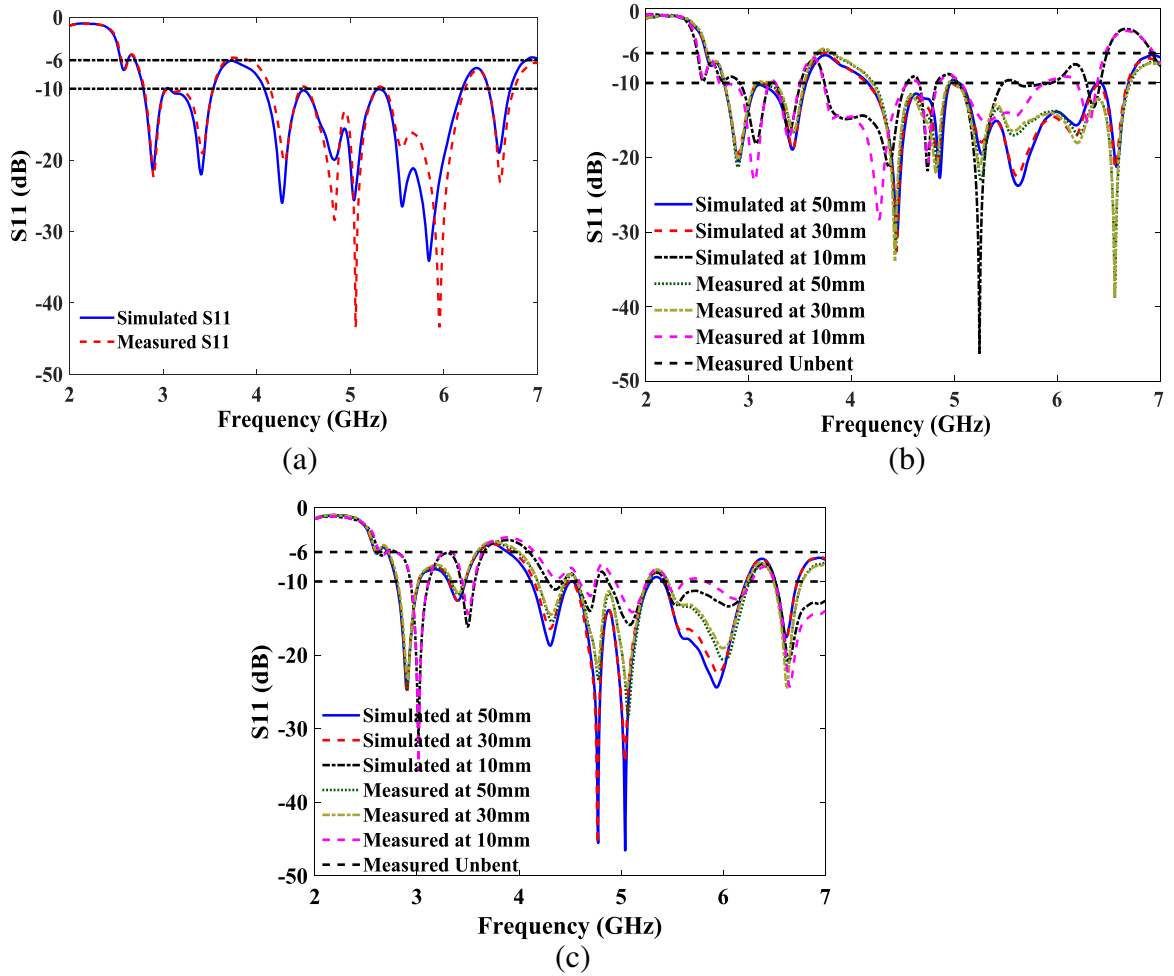 0
-6
-10
-20
-30
-40
-50
S11 (dB)
Simulated S11
Measured S11
2 3 4 5 6 7
Frequency (GHz)
(a)
0
-6
-10
-20
-30
-40
-50
S11 (dB)
Simulated at 50mm
Simulated at 30mm
Simulated at 10mm
Measured at 50mm
Measured at 30mm
Measured at 10mm
Measured Unbent
2 3 4 5 6 7
Frequency (GHz)
(b)
0
-6
-10
-20
-30
-40
-50
S11 (dB)
Simulated at 50mm
Simulated at 30mm
Simulated at 10mm
Measured at 50mm
Measured at 30mm
Measured at 10mm
Measured Unbent
2 3 4 5 6 7
Frequency (GHz)
(c)